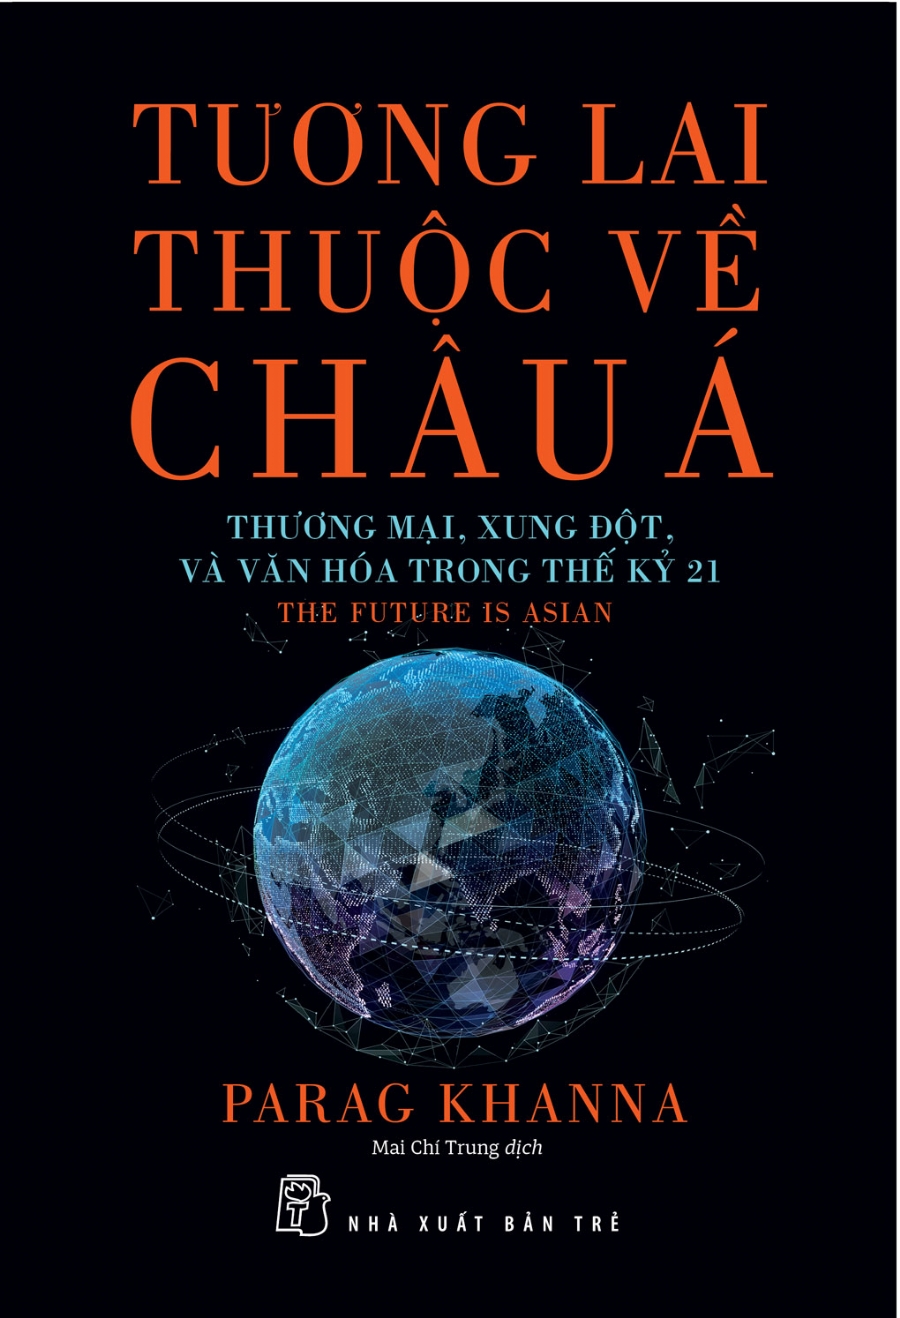 TƯƠNG LAI
THUỘC VỀ
CHÂU Á
THƯƠNG MẠI, XUNG ĐỘT,
VÀ VĂN HÓA TRONG THẾ KỶ 21
THE FUTURE IS ASIAN
PARAG KHANNA
Mai Chí Trung dịch
T
NHÀ XUẤT BẢN TRẺ